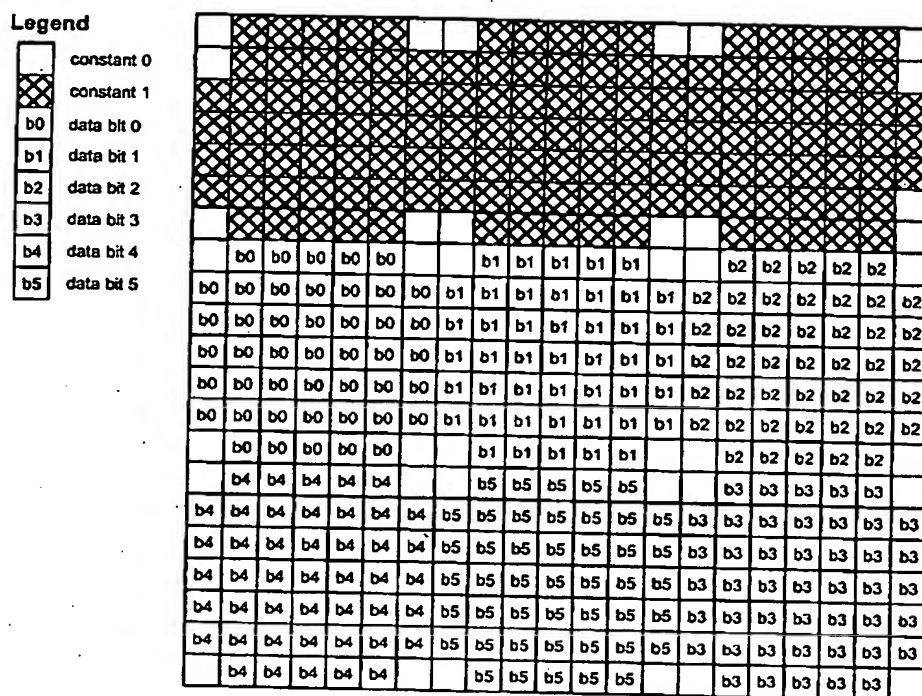 Legend
constant 0
constant 1
b0 data bit 0
b1 data bit 1
b2 data bit 2
b3 data bit 3
b4 data bit 4
b5 data bit 5
b0 b0 b0 b0 b0 b1 b1 b1 b1 b1 b2 b2 b2 b2 b2
b0 b0 b0 b0 b0 b0 b0 b1 b1 b1 b1 b1 b1 b1 b2 b2 b2 b2 b2 b2 b2
b0 b0 b0 b0 b0 b0 b0 b1 b1 b1 b1 b1 b1 b1 b2 b2 b2 b2 b2 b2 b2
b0 b0 b0 b0 b0 b0 b0 b1 b1 b1 b1 b1 b1 b1 b2 b2 b2 b2 b2 b2 b2
b0 b0 b0 b0 b0 b0 b0 b1 b1 b1 b1 b1 b1 b1 b2 b2 b2 b2 b2 b2 b2
b0 b0 b0 b0 b0 b0 b0 b1 b1 b1 b1 b1 b1 b1 b2 b2 b2 b2 b2 b2 b2
b0 b0 b0 b0 b0 b1 b1 b1 b1 b1 b2 b2 b2 b2 b2
b4 b4 b4 b4 b4 b5 b5 b5 b5 b5 b3 b3 b3 b3 b3
b4 b4 b4 b4 b4 b4 b4 b5 b5 b5 b5 b5 b5 b5 b3 b3 b3 b3 b3 b3 b3
b4 b4 b4 b4 b4 b4 b4 b5 b5 b5 b5 b5 b5 b5 b3 b3 b3 b3 b3 b3 b3
b4 b4 b4 b4 b4 b4 b4 b5 b5 b5 b5 b5 b5 b5 b3 b3 b3 b3 b3 b3 b3
b4 b4 b4 b4 b4 b4 b4 b5 b5 b5 b5 b5 b5 b5 b3 b3 b3 b3 b3 b3 b3
b4 b4 b4 b4 b4 b4 b4 b5 b5 b5 b5 b5 b5 b5 b3 b3 b3 b3 b3 b3 b3
b4 b4 b4 b4 b4 b5 b5 b5 b5 b5 b3 b3 b3 b3 b3